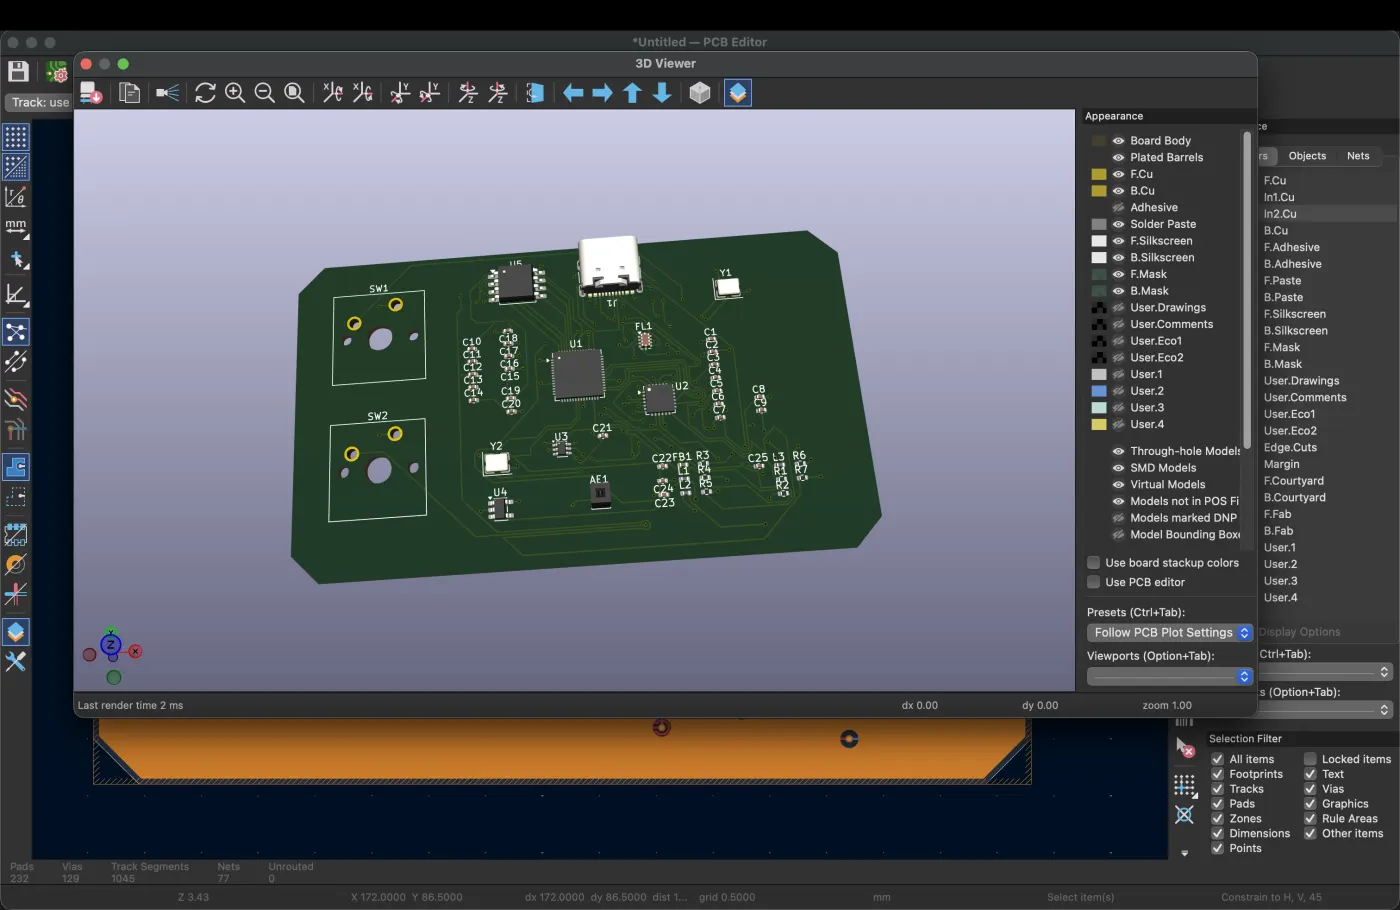 *Untitled — PCB Editor
3D Viewer
Track: use
mm
Appearance
Board Body
Plated Barrels
F.Cu
B.Cu
Adhesive
Solder Paste
F.Silkscreen
B.Silkscreen
F.Mask
B.Mask
User.Drawings
User.Comments
User.Eco1
User.Eco2
User.1
User.2
User.3
User.4
Through-hole Models
SMD Models
Virtual Models
Models not in POS Fi
Models marked DNP
Model Bounding Boxe
Use board stackup colors
Use PCB editor
Presets (Ctrl+Tab):
Follow PCB Plot Settings
Viewports (Option+Tab):
SW1
SW2
U5
J1
Y1
FL1
U1
U2
C10
C11
C12
C13
C14
C18
C17
C16
C15
C19
C20
C1
C2
C3
C4
C5
C6
C7
C8
C9
C21
U3
Y2
U4
AE1
C22 FB1 R3
L1 R4
L2 R5
C24
C23
C25 L3 R6
R1 R7
R2
Z
X
Y
Last render time 2 ms
dx 0.00
dy 0.00
zoom 1.00
ce
rs
Objects
Nets
F.Cu
In1.Cu
In2.Cu
B.Cu
F.Adhesive
B.Adhesive
F.Paste
B.Paste
F.Silkscreen
B.Silkscreen
F.Mask
B.Mask
User.Drawings
User.Comments
User.Eco1
User.Eco2
Edge.Cuts
Margin
F.Courtyard
B.Courtyard
F.Fab
B.Fab
User.1
User.2
User.3
User.4
Display Options
Ctrl+Tab):
s (Option+Tab):
Selection Filter
All items
Locked items
Footprints
Text
Tracks
Vias
Pads
Graphics
Zones
Rule Areas
Dimensions
Other items
Points
Pads Vias Track Segments Nets Unrouted
232 129 1045 77 0
Z 3.43
X 172.0000 Y 86.5000
dx 172.0000 dy 86.5000 dist 1...
grid 0.5000
mm
Select item(s)
Constrain to H, V, 45